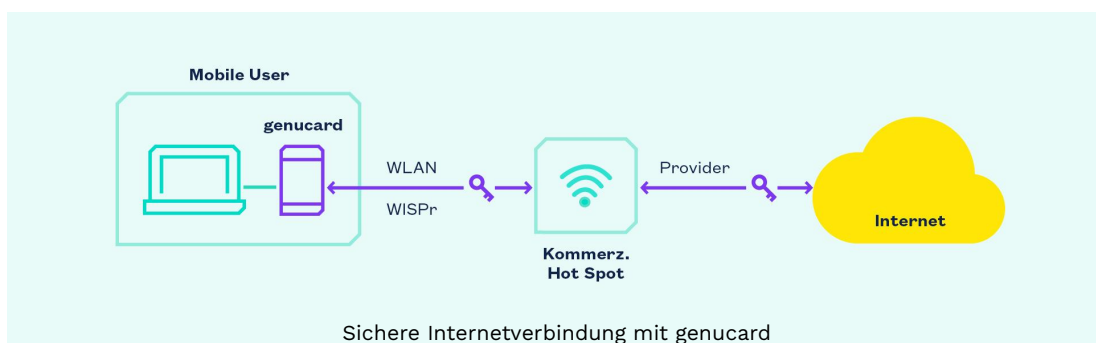 Mobile User
genucard
WLAN
WISPr
Kommerz.
Hot Spot
Provider
Internet
Sichere Internetverbindung mit genucard